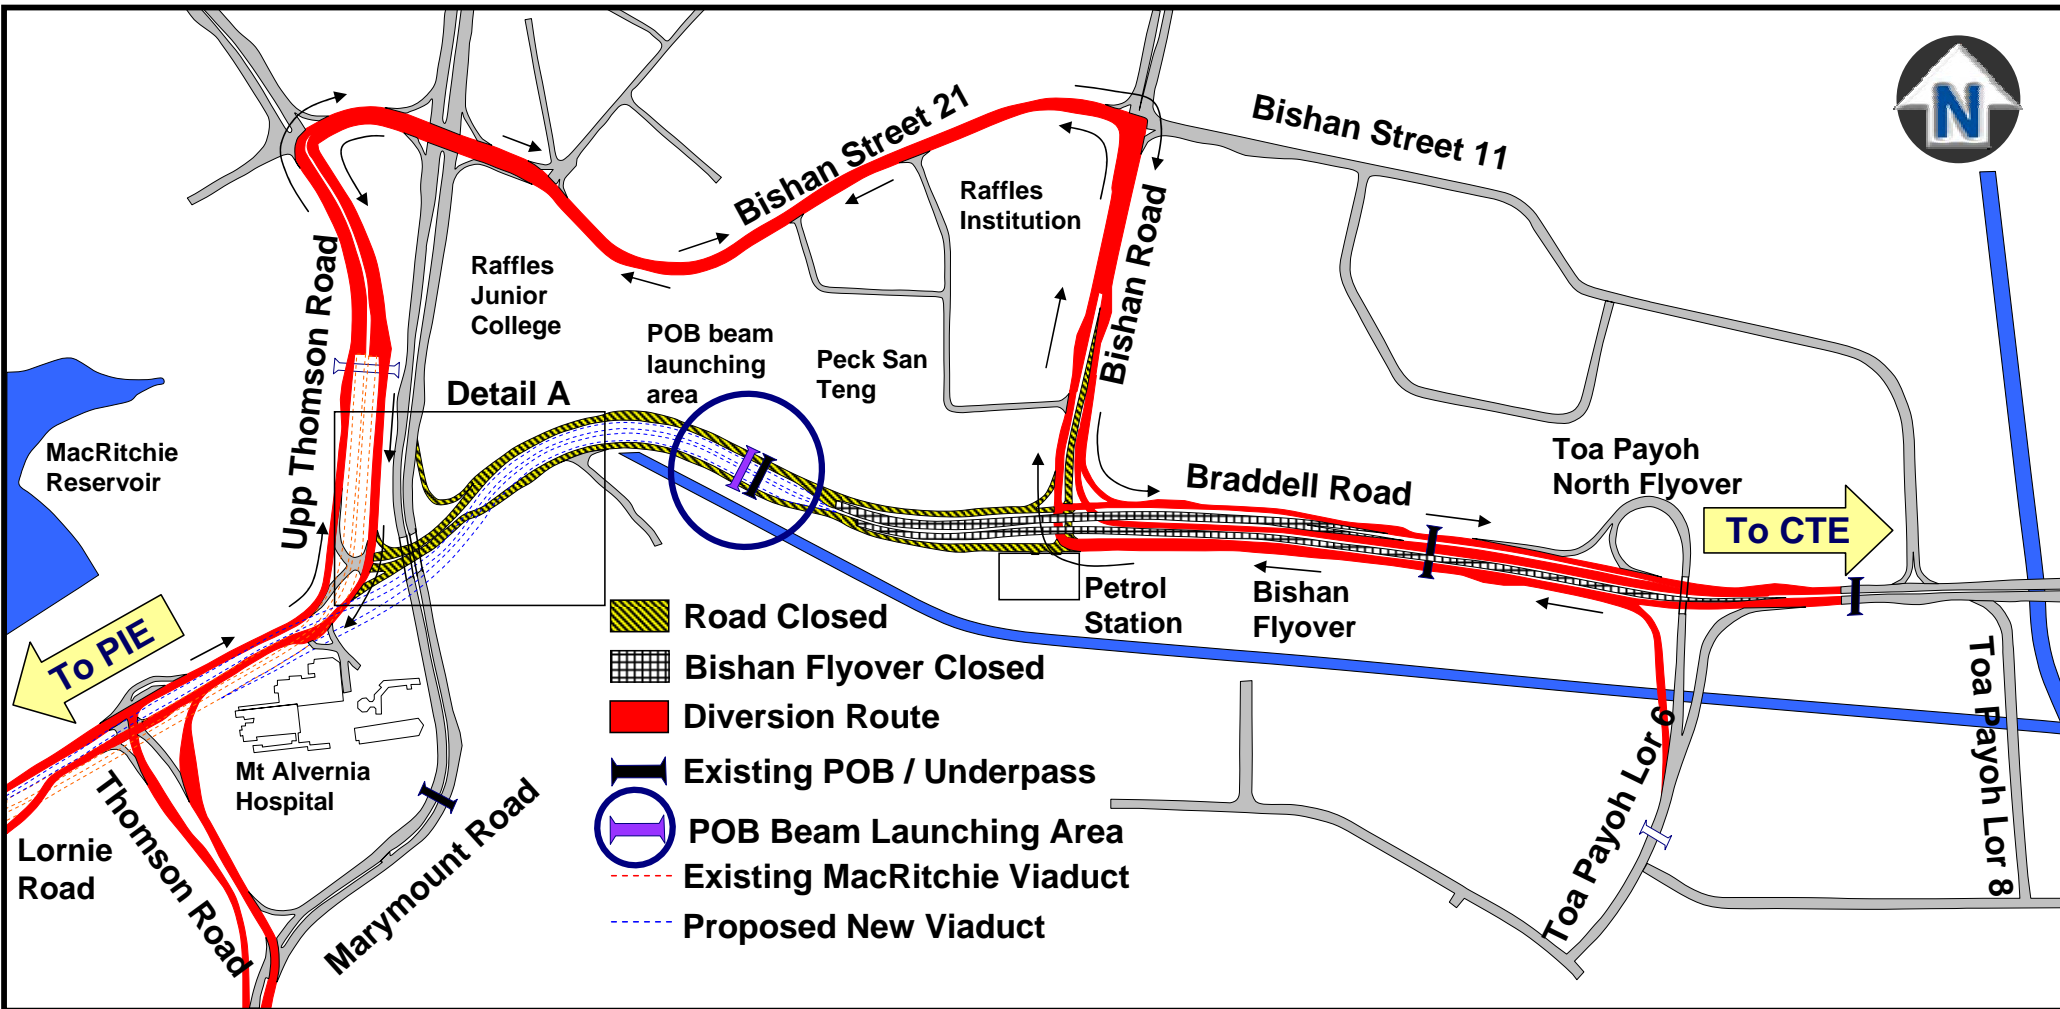 N
Bishan Street 21
Bishan Street 11
Raffles
Institution
Bishan Road
Upp Thomson Road
Raffles
Junior
College
POB beam
launching
area
Peck San
Teng
Detail A
MacRitchie
Reservoir
Braddell Road
Toa Payoh
North Flyover
To CTE
Petrol
Station
Bishan
Flyover
To PIE
Mt Alvernia
Hospital
Lornie
Road
Thomson Road
Marymount Road
Toa Payoh Lor 6
Toa Payoh Lor 8
Road Closed
Bishan Flyover Closed
Diversion Route
Existing POB / Underpass
POB Beam Launching Area
Existing MacRitchie Viaduct
Proposed New Viaduct